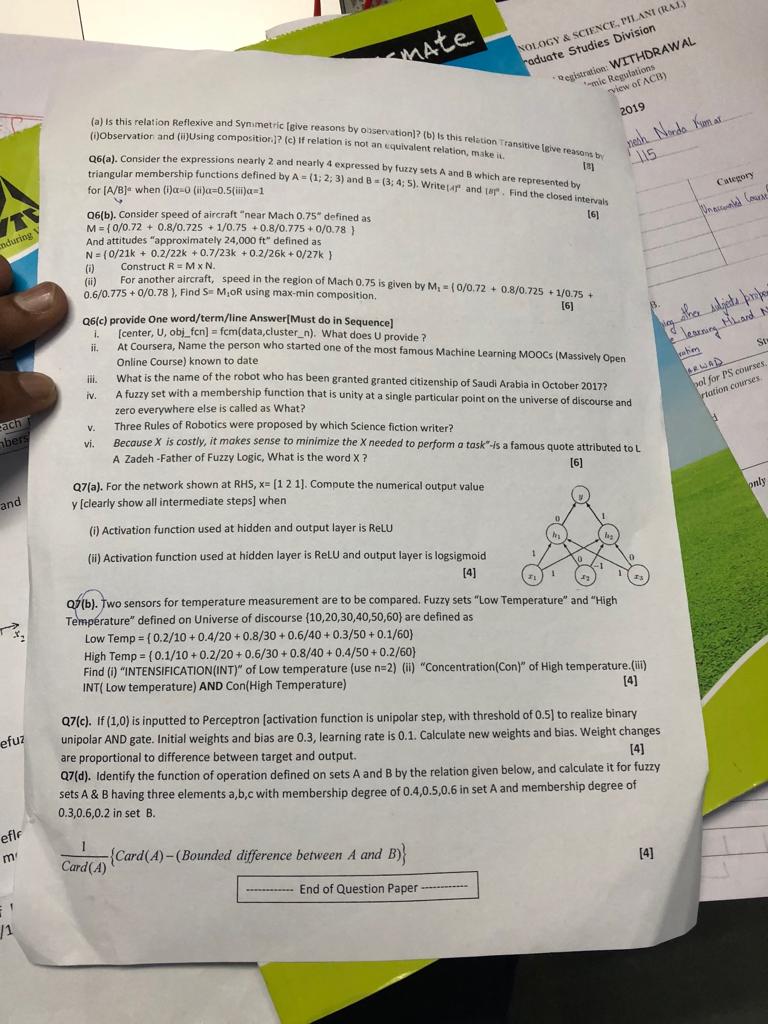 MATE
NOLOGY & SCIENCE, PILANI (RAJ.)
raduate Studies Division
Registration: WITHDRAWAL
mic Regulations
view of ACB)
2019
nesh Nanda Kumar
115
Category
(a) Is this relation Reflexive and Symmetric [give reasons by observation]? (b) Is this relation Transitive [give reasons by
(i)Observation and (ii)Using composition]? (c) If relation is not an equivalent relation, make it.
[8]
Q6(a). Consider the expressions nearly 2 and nearly 4 expressed by fuzzy sets A and B which are represented by
triangular membership functions defined by A = (1; 2; 3) and B = (3; 4; 5). Write [A]α and [B]α. Find the closed intervals
for [A/B]α when (i)α=0 (ii)α=0.5(iii)α=1
[6]
Q6(b). Consider speed of aircraft "near Mach 0.75" defined as
M = { 0/0.72 + 0.8/0.725 + 1/0.75 + 0.8/0.775 + 0/0.78 }
And attitudes "approximately 24,000 ft" defined as
N = { 0/21k + 0.2/22k + 0.7/23k + 0.2/26k + 0/27k }
(i) Construct R = M x N.
(ii) For another aircraft, speed in the region of Mach 0.75 is given by M₁ = { 0/0.72 + 0.8/0.725 + 1/0.75 +
0.6/0.775 + 0/0.78 }, Find S= M₁oR using max-min composition.
[6]
Q6(c) provide One word/term/line Answer[Must do in Sequence]
i. [center, U, obj_fcn] = fcm(data,cluster_n). What does U provide ?
ii. At Coursera, Name the person who started one of the most famous Machine Learning MOOCs (Massively Open
Online Course) known to date
iii. What is the name of the robot who has been granted granted citizenship of Saudi Arabia in October 2017?
iv. A fuzzy set with a membership function that is unity at a single particular point on the universe of discourse and
zero everywhere else is called as What?
v. Three Rules of Robotics were proposed by which Science fiction writer?
vi. Because X is costly, it makes sense to minimize the X needed to perform a task"-is a famous quote attributed to L
A Zadeh -Father of Fuzzy Logic, What is the word X ?
[6]
Q7(a). For the network shown at RHS, x= [1 2 1]. Compute the numerical output value
y [clearly show all intermediate steps] when
(i) Activation function used at hidden and output layer is ReLU
(ii) Activation function used at hidden layer is ReLU and output layer is logsigmoid
[4]
y
0 1
h₁ h₂
1 0 -1 0
x₁ 1 x₂ 1 x₃
Q7(b). Two sensors for temperature measurement are to be compared. Fuzzy sets "Low Temperature" and "High
Temperature" defined on Universe of discourse {10,20,30,40,50,60} are defined as
Low Temp = { 0.2/10 + 0.4/20 + 0.8/30 + 0.6/40 + 0.3/50 + 0.1/60}
High Temp = { 0.1/10 + 0.2/20 + 0.6/30 + 0.8/40 + 0.4/50 + 0.2/60}
Find (i) "INTENSIFICATION(INT)" of Low temperature (use n=2) (ii) "Concentration(Con)" of High temperature.(iii)
INT( Low temperature) AND Con(High Temperature)
[4]
Q7(c). If (1,0) is inputted to Perceptron [activation function is unipolar step, with threshold of 0.5] to realize binary
unipolar AND gate. Initial weights and bias are 0.3, learning rate is 0.1. Calculate new weights and bias. Weight changes
are proportional to difference between target and output.
[4]
Q7(d). Identify the function of operation defined on sets A and B by the relation given below, and calculate it for fuzzy
sets A & B having three elements a,b,c with membership degree of 0.4,0.5,0.6 in set A and membership degree of
0.3,0.6,0.2 in set B.
1/Card(A) {Card(A) – (Bounded difference between A and B)}
[4]
------------ End of Question Paper ------------